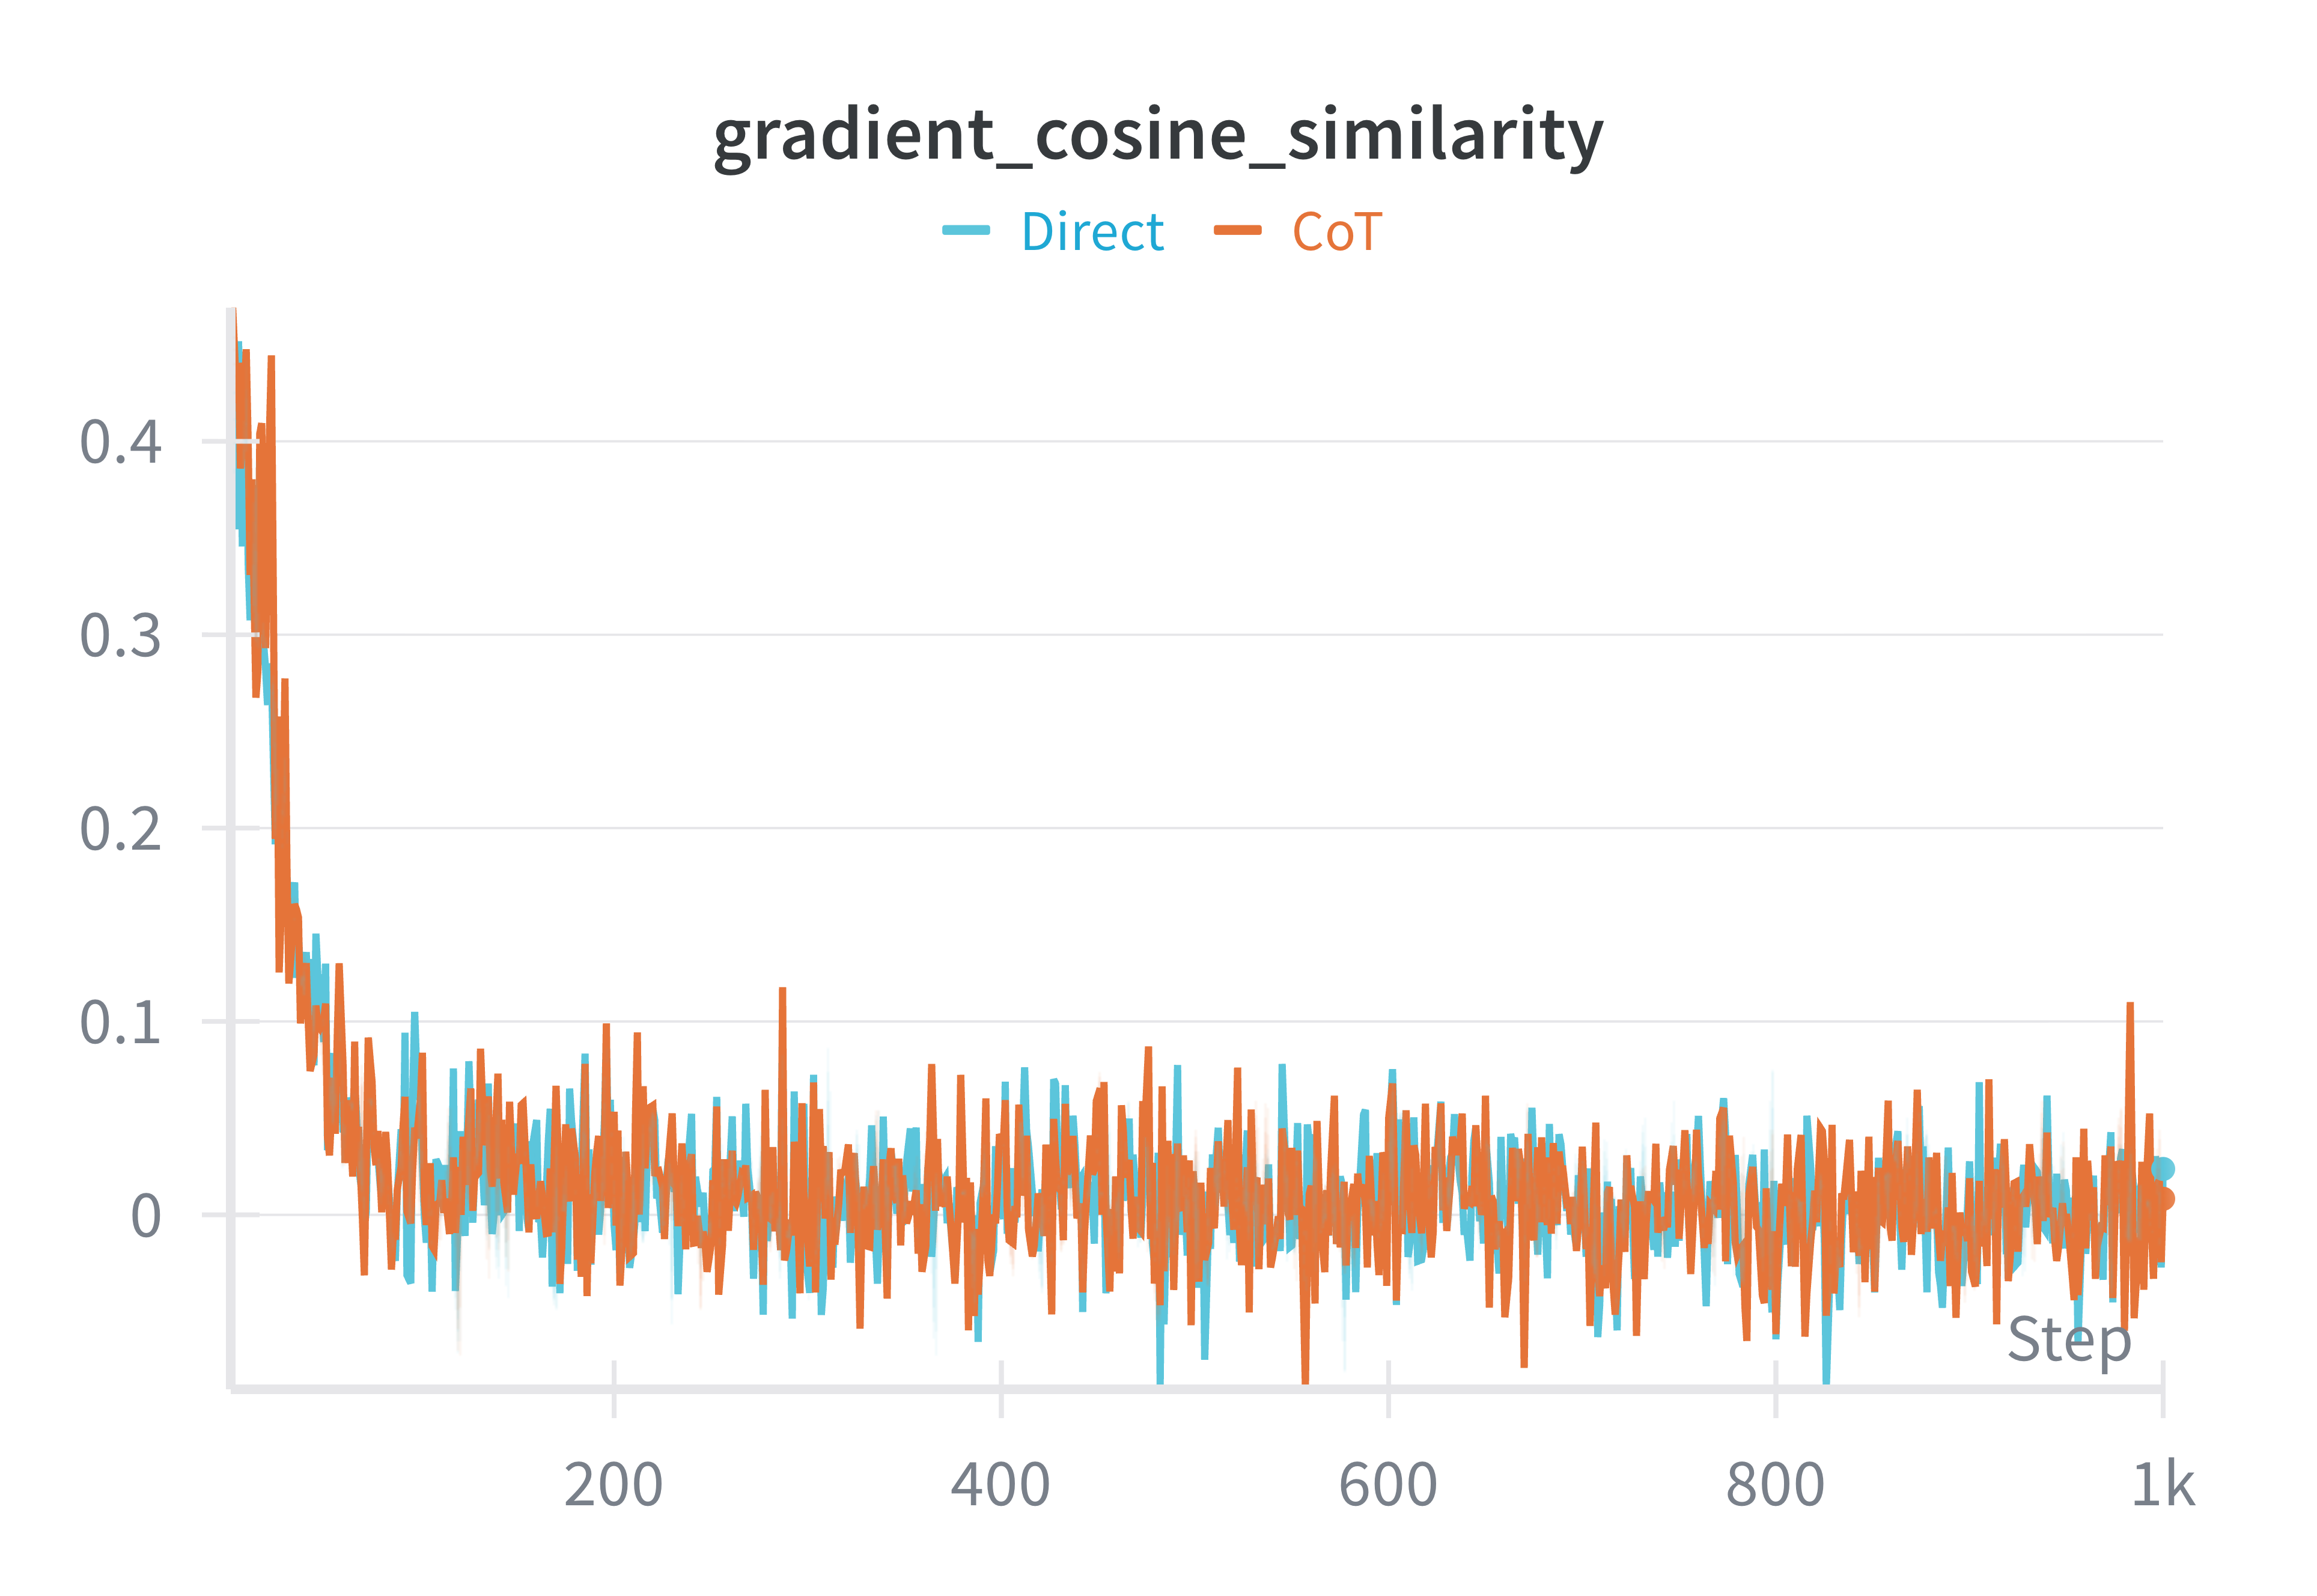 gradient_cosine_similarity
Direct CoT
0.4
0.3
0.2
0.1
0
Step
200 400 600 800 1k